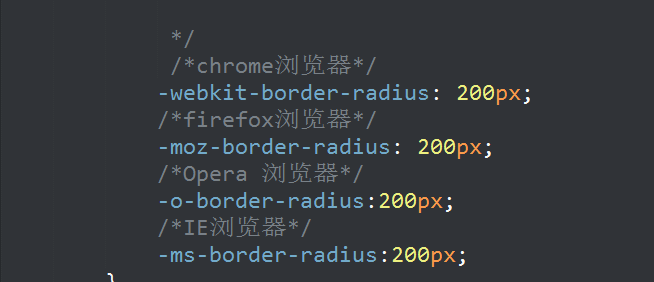 */
/*chrome浏览器*/
-webkit-border-radius: 200px;
/*firefox浏览器*/
-moz-border-radius: 200px;
/*Opera 浏览器*/
-o-border-radius:200px;
/*IE浏览器*/
-ms-border-radius:200px;
}